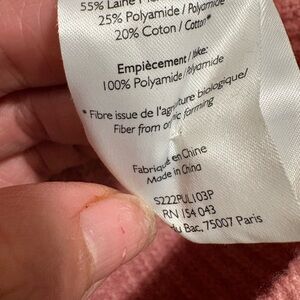 55% Laine
25% Polyamide / Polyamide
20% Coton / Cotton*
Empiècement /
100% Polyamide / Polyamide
* Fibre issue de l'agriculture biologique/
Fiber from organic farming
Fabriqué en Chine
Made in China
S222PUL103P
RN 154 043
du Bac, 75007 Paris